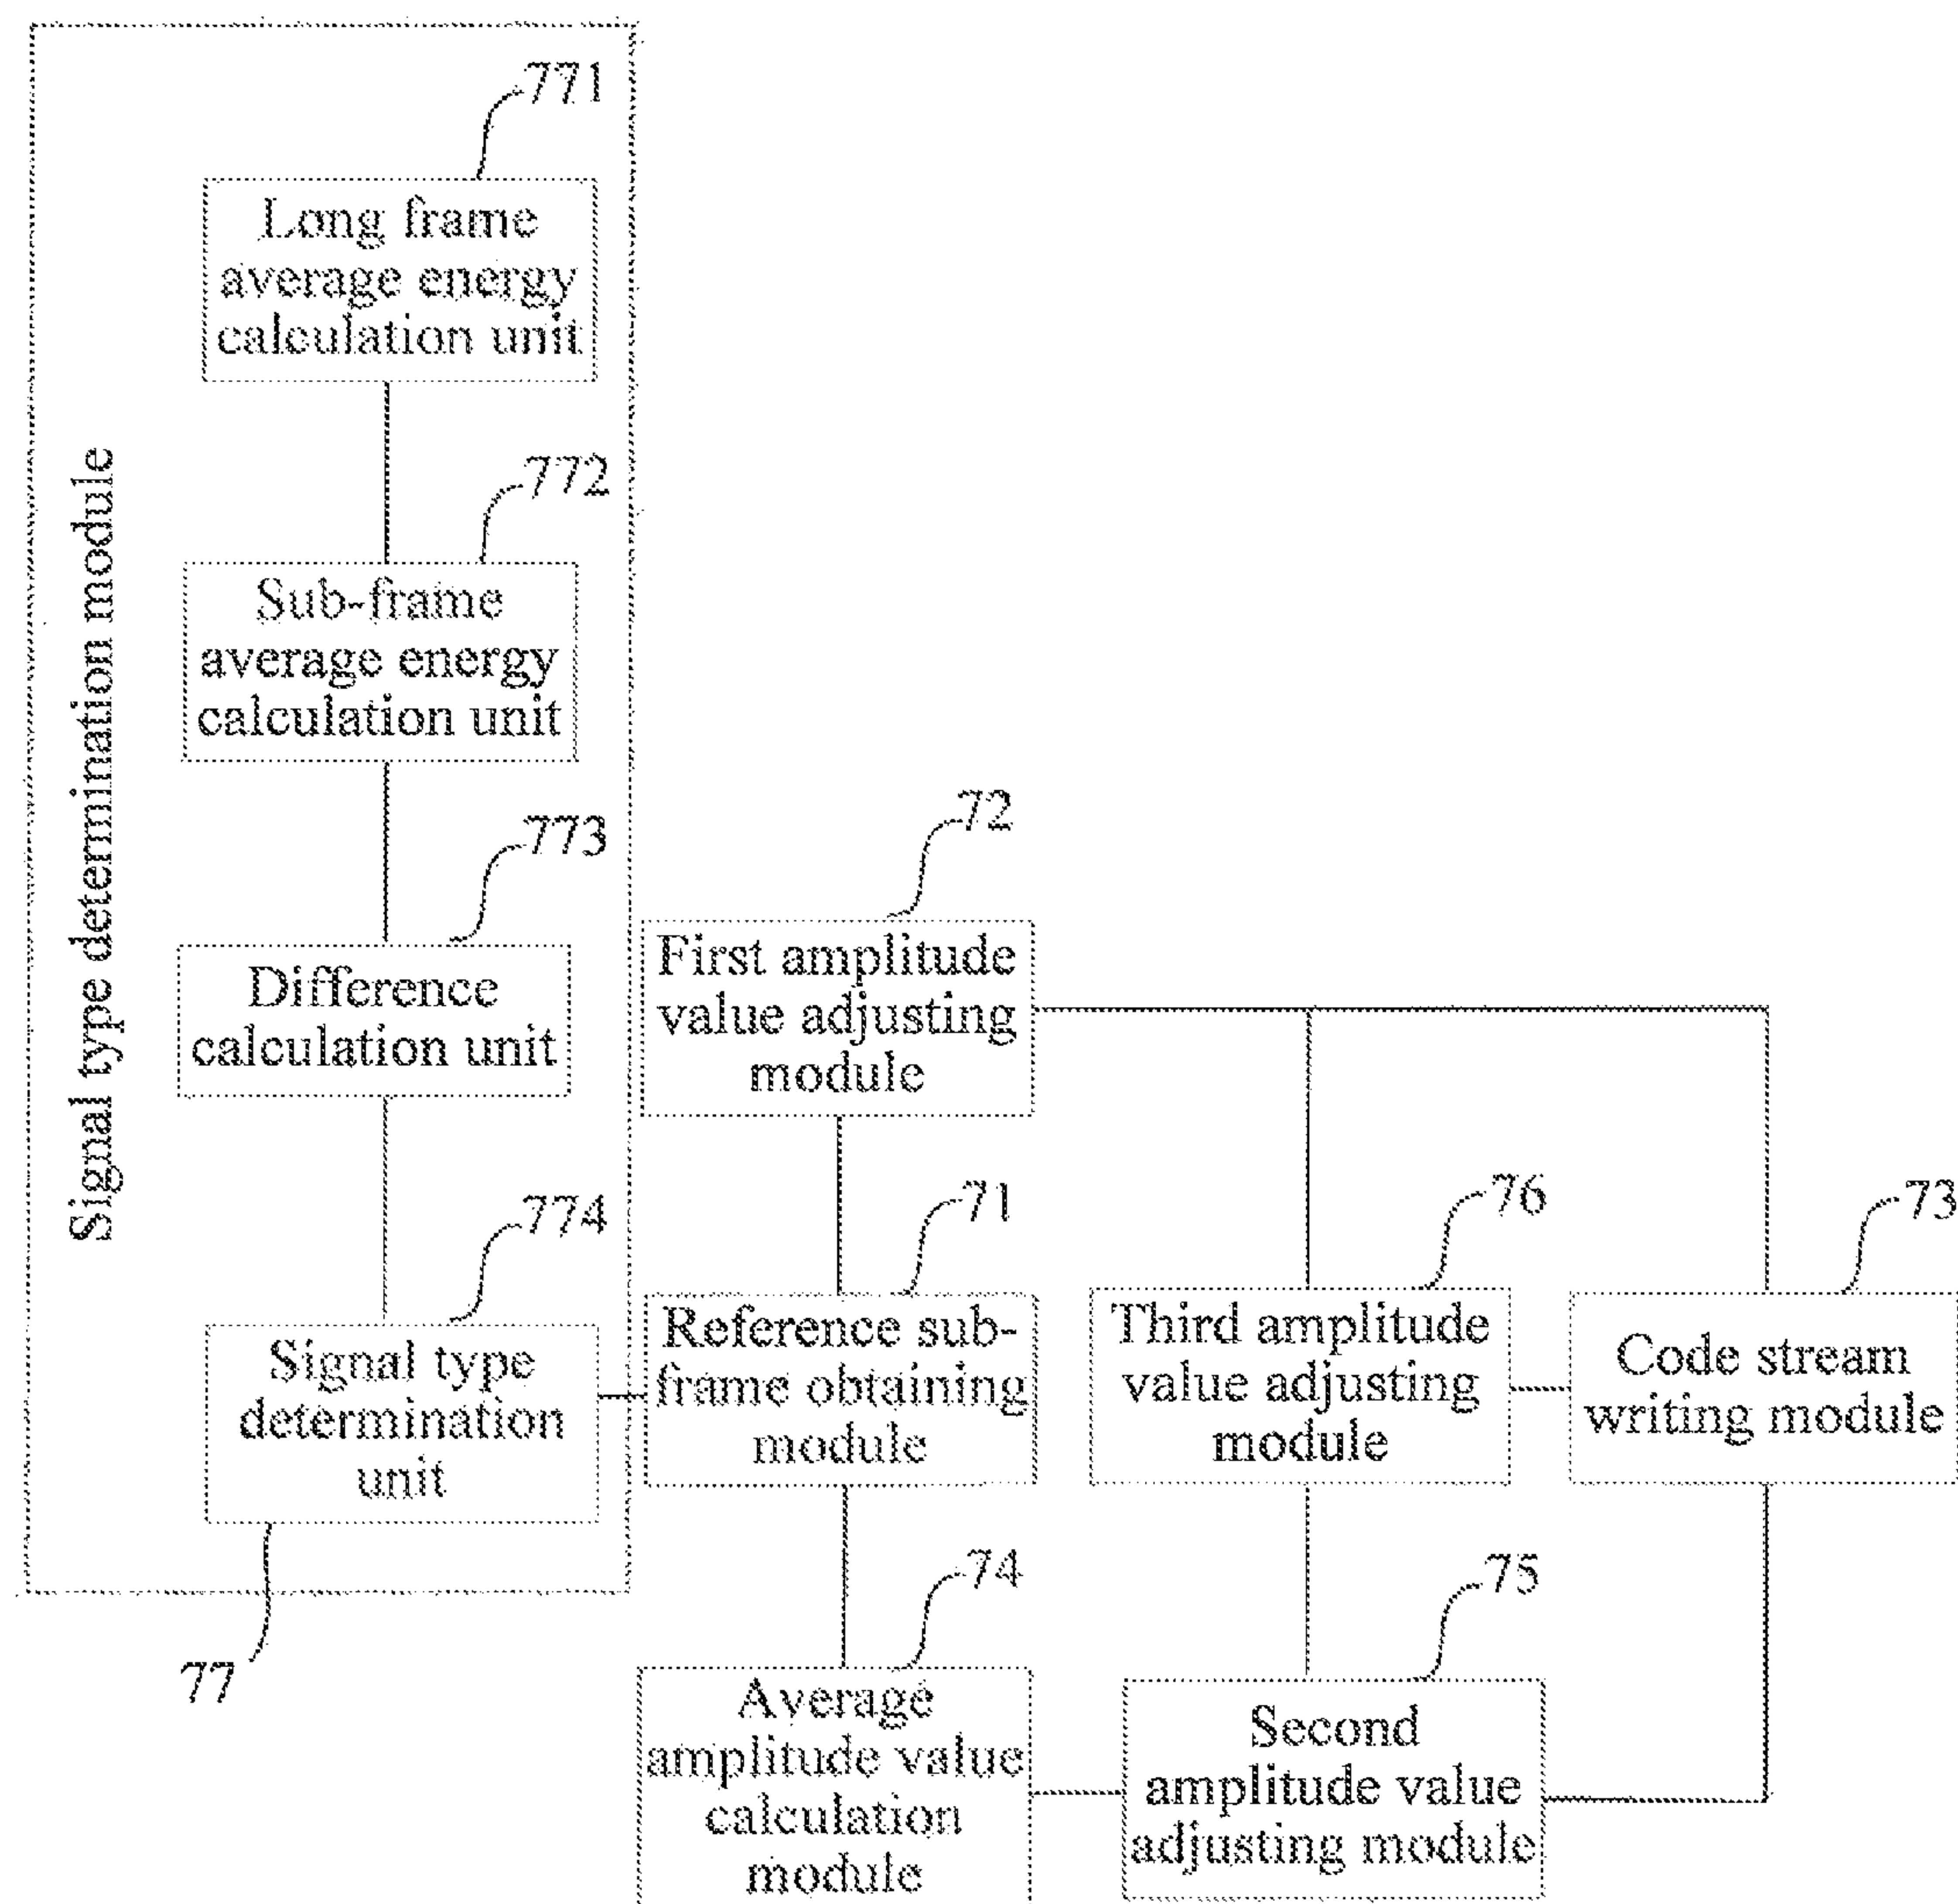 Signal type determination module
771
Long frame
average energy
calculation unit
772
Sub-frame
average energy
calculation unit
773
Difference
calculation unit
774
Signal type
determination
unit
77
72
First amplitude
value adjusting
module
71
Reference sub-
frame obtaining
module
74
Average
amplitude value
calculation
module
76
Third amplitude
value adjusting
module
75
Second
amplitude value
adjusting module
73
Code stream
writing module